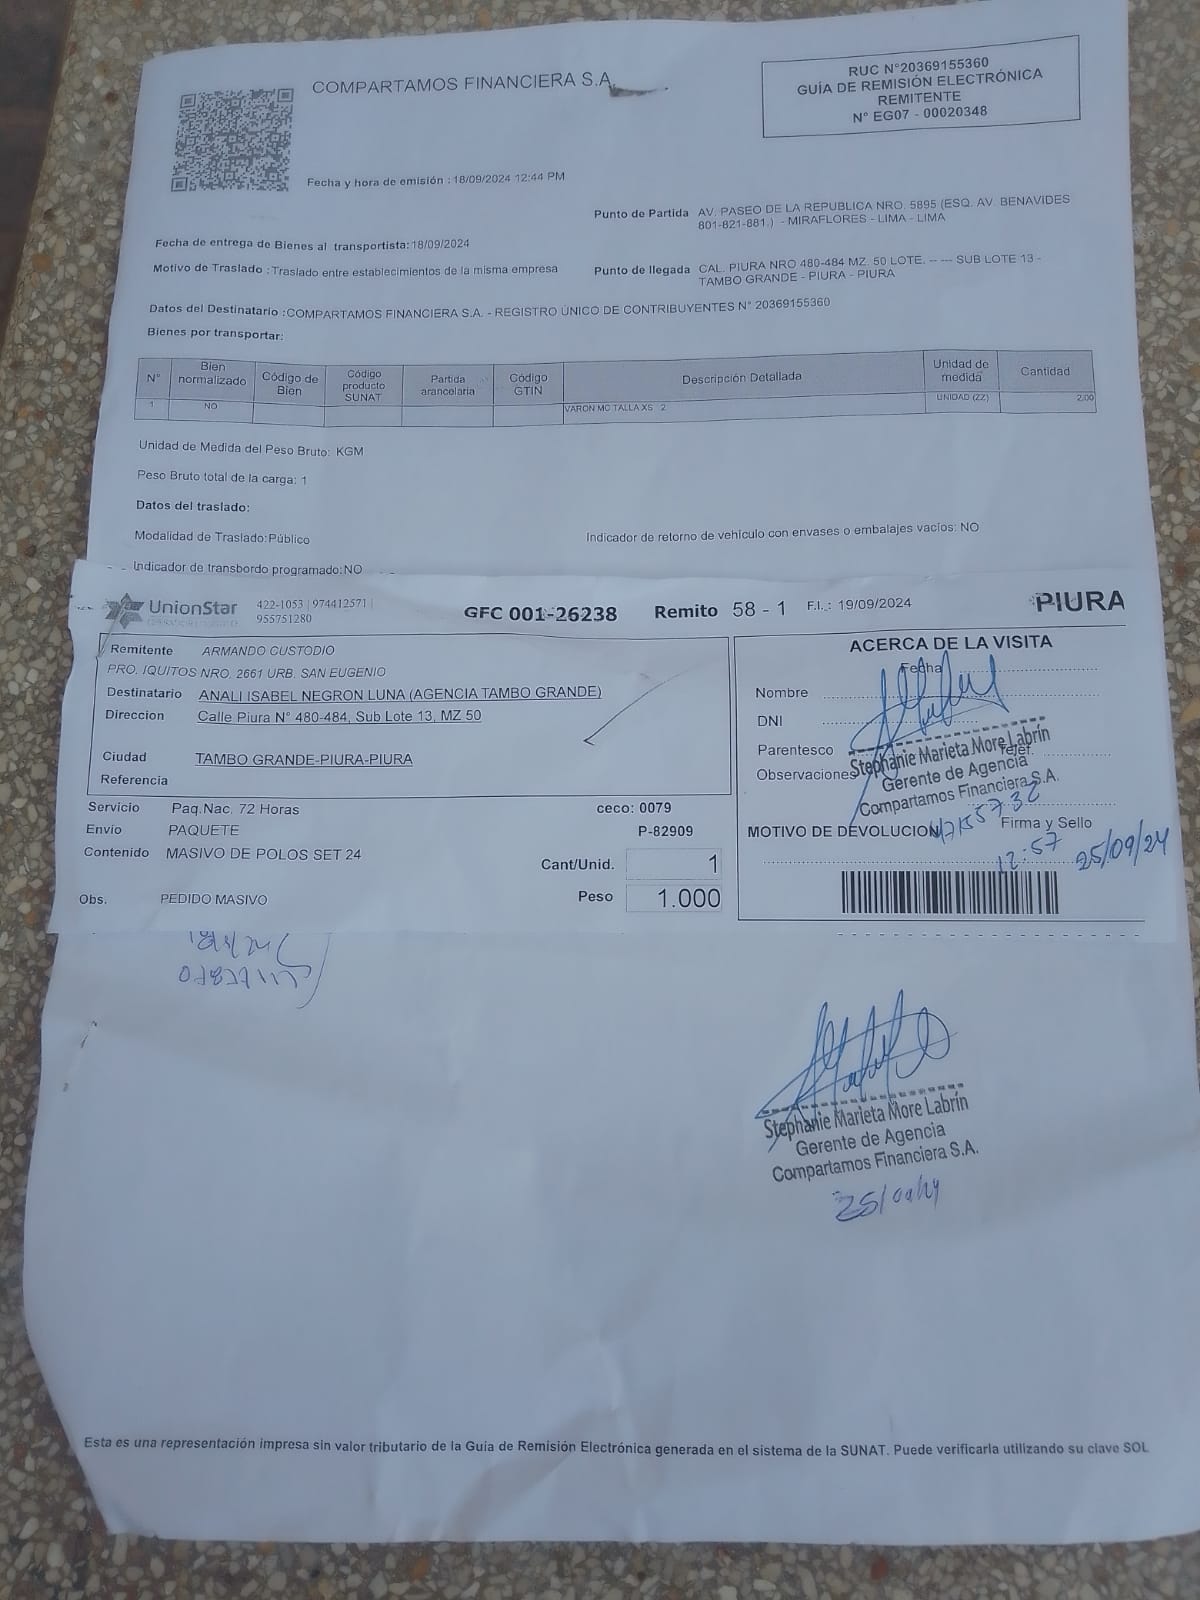 COMPARTAMOS FINANCIERA S.A.
RUC N°20369155360
GUÍA DE REMISIÓN ELECTRÓNICA
REMITENTE
N° EG07 - 00020348
Fecha y hora de emisión : 18/09/2024 12:44 PM
Punto de Partida AV. PASEO DE LA REPUBLICA NRO. 5895 (ESQ. AV. BENAVIDES
801-821-881.) - MIRAFLORES - LIMA - LIMA
Fecha de entrega de Bienes al transportista:18/09/2024
Motivo de Traslado : Traslado entre establecimientos de la misma empresa
Punto de llegada CAL. PIURA NRO 480-484 MZ. 50 LOTE. -- --- SUB LOTE 13 -
TAMBO GRANDE - PIURA - PIURA
Datos del Destinatario :COMPARTAMOS FINANCIERA S.A. - REGISTRO ÚNICO DE CONTRIBUYENTES N° 20369155360
Bienes por transportar:
N° Bien normalizado Código de Bien Código producto SUNAT Partida arancelaria Código GTIN Descripción Detallada Unidad de medida Cantidad
1 NO VARON MC TALLA XS 2 UNIDAD (ZZ) 2.00
Unidad de Medida del Peso Bruto: KGM
Peso Bruto total de la carga: 1
Datos del traslado:
Modalidad de Traslado:Público
Indicador de retorno de vehículo con envases o embalajes vacíos: NO
Indicador de transbordo programado:NO
UnionStar
422-1053 | 974412571 |
955751280
GFC 001-26238 Remito 58 - 1 F.I.: 19/09/2024 PIURA
Remitente ARMANDO CUSTODIO
PRO. IQUITOS NRO. 2661 URB. SAN EUGENIO
Destinatario ANALI ISABEL NEGRON LUNA (AGENCIA TAMBO GRANDE)
Direccion Calle Piura N° 480-484, Sub Lote 13, MZ 50
Ciudad TAMBO GRANDE-PIURA-PIURA
Referencia
Servicio Paq.Nac. 72 Horas ceco: 0079
Envío PAQUETE P-82909
Contenido MASIVO DE POLOS SET 24
Cant/Unid. 1
Obs. PEDIDO MASIVO Peso 1.000
ACERCA DE LA VISITA
Fecha
Nombre
DNI
Parentesco
Telef.
Observaciones
Stephanie Marieta More Labrín
Gerente de Agencia
Compartamos Financiera S.A.
MOTIVO DE DEVOLUCION
Firma y Sello
12:57 25/09/24
Stephanie Marieta More Labrín
Gerente de Agencia
Compartamos Financiera S.A.
25/09/24
Esta es una representación impresa sin valor tributario de la Guía de Remisión Electrónica generada en el sistema de la SUNAT. Puede verificarla utilizando su clave SOL